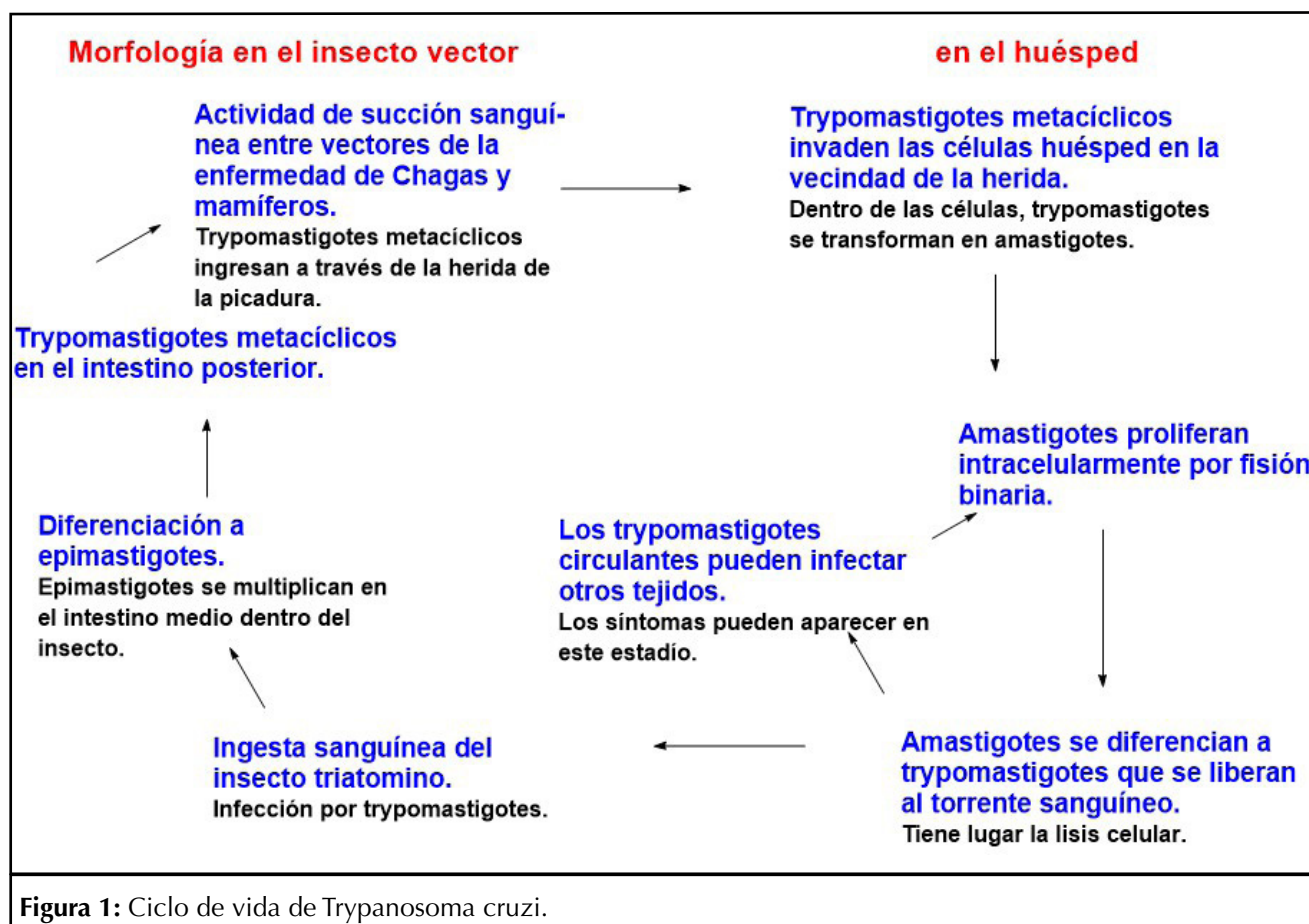 Morfología en el insecto vector
en el huésped
Actividad de succión sanguí-
nea entre vectores de la
enfermedad de Chagas y
mamíferos.
Trypomastigotes metacíclicos
ingresan a través de la herida de
la picadura.
Trypomastigotes metacíclicos
invaden las células huésped en la
vecindad de la herida.
Dentro de las células, trypomastigotes
se transforman en amastigotes.
Trypomastigotes metacíclicos
en el intestino posterior.
Amastigotes proliferan
intracelularmente por fisión
binaria.
Diferenciación a
epimastigotes.
Epimastigotes se multiplican en
el intestino medio dentro del
insecto.
Los trypomastigotes
circulantes pueden infectar
otros tejidos.
Los síntomas pueden aparecer en
este estadío.
Ingesta sanguínea del
insecto triatomino.
Infección por trypomastigotes.
Amastigotes se diferencian a
trypomastigotes que se liberan
al torrente sanguíneo.
Tiene lugar la lisis celular.
Figura 1: Ciclo de vida de Trypanosoma cruzi.